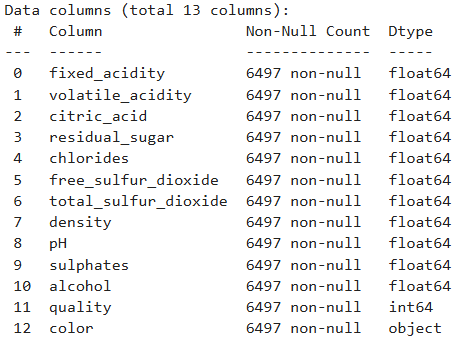 Data columns (total 13 columns):
 #   Column                Non-Null Count  Dtype
---  ------                --------------  -----
 0   fixed_acidity         6497 non-null   float64
 1   volatile_acidity      6497 non-null   float64
 2   citric_acid           6497 non-null   float64
 3   residual_sugar        6497 non-null   float64
 4   chlorides             6497 non-null   float64
 5   free_sulfur_dioxide   6497 non-null   float64
 6   total_sulfur_dioxide  6497 non-null   float64
 7   density               6497 non-null   float64
 8   pH                    6497 non-null   float64
 9   sulphates             6497 non-null   float64
 10  alcohol               6497 non-null   float64
 11  quality               6497 non-null   int64
 12  color                 6497 non-null   object